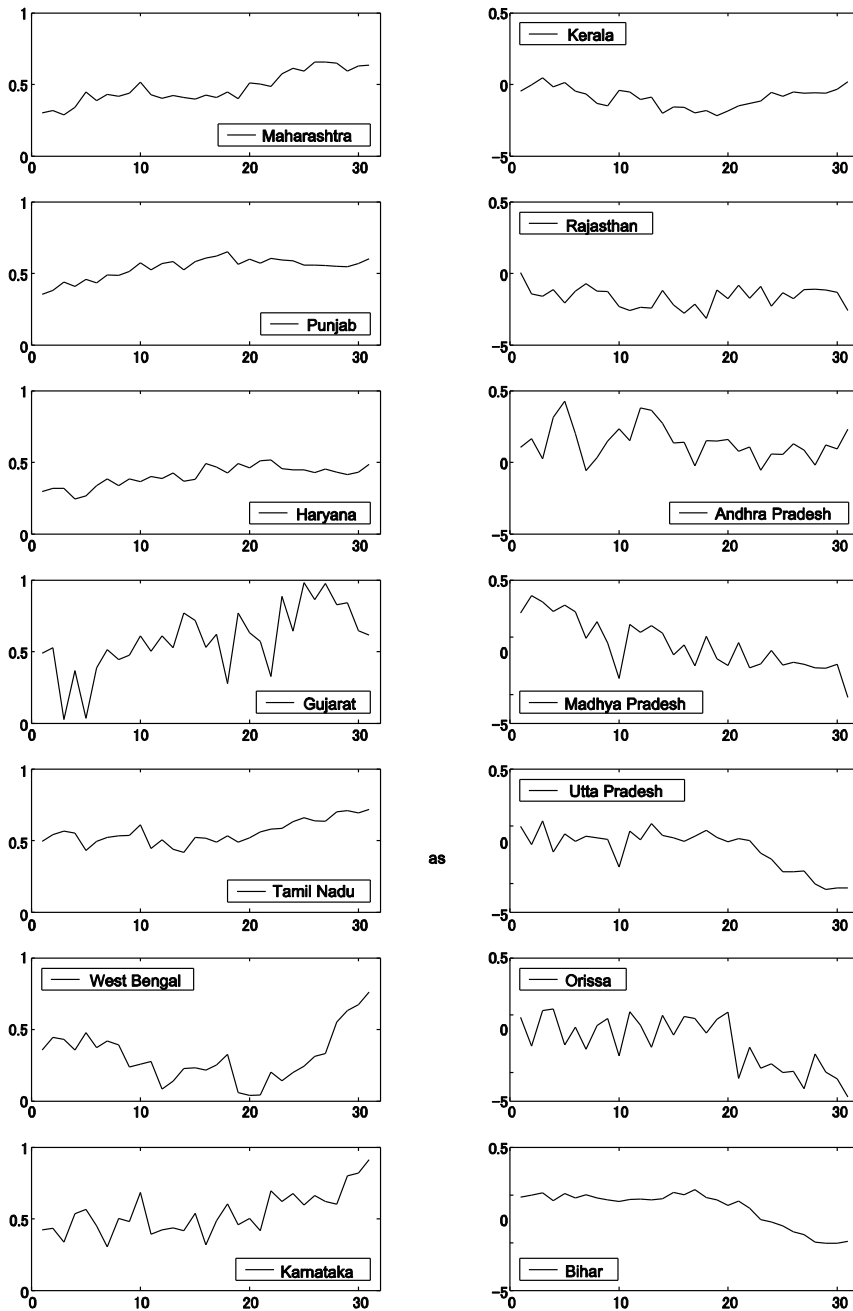 1
0.5
0
Maharashtra
0 10 20 30
-0.5
0
-5
Kerala
0 10 20 30
1
0.5
0
Punjab
0 10 20 30
0.5
0
-5
Rajasthan
0 10 20 30
1
0.5
0
Haryana
0 10 20 30
0.5
0
-5
Andhra Pradesh
0 10 20 30
1
0.5
0
Gujarat
0 10 20 30
0.5
0
-5
Madhya Pradesh
0 10 20 30
1
0.5
0
Tamil Nadu
0 10 20 30
as
0.5
0
-5
Utta Pradesh
0 10 20 30
1
0.5
0
West Bengal
0 10 20 30
0.5
0
-5
Orissa
0 10 20 30
1
0.5
0
Karnataka
0 10 20 30
0.5
0
-5
Bihar
0 10 20 30